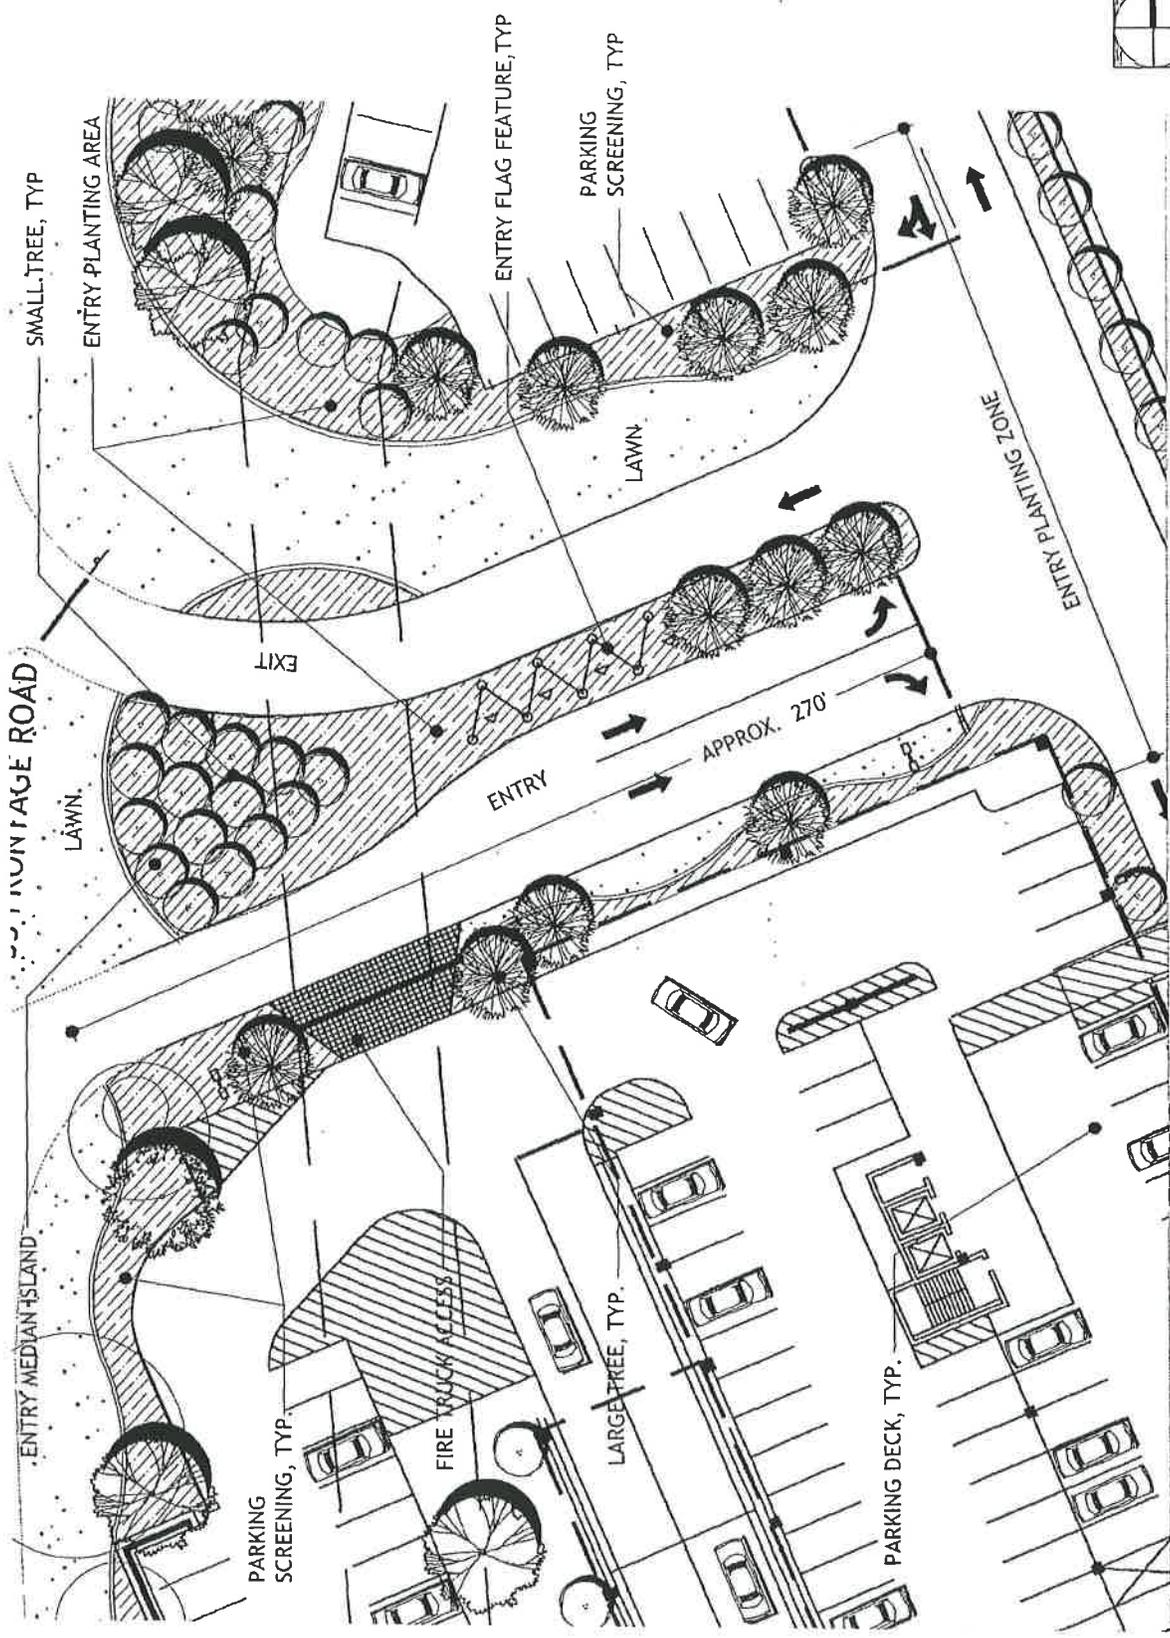 FRONTAGE ROAD
SMALL TREE, TYP
ENTRY PLANTING AREA
ENTRY FLAG FEATURE, TYP
PARKING
SCREENING, TYP
LAWN
ENTRY PLANTING ZONE
EXIT
LAWN
ENTRY
APPROX. 270'
ENTRY MEDIAN ISLAND
PARKING
SCREENING, TYP.
FIRE TRUCK ACCESS
LARGE TREE, TYP.
PARKING DECK, TYP.